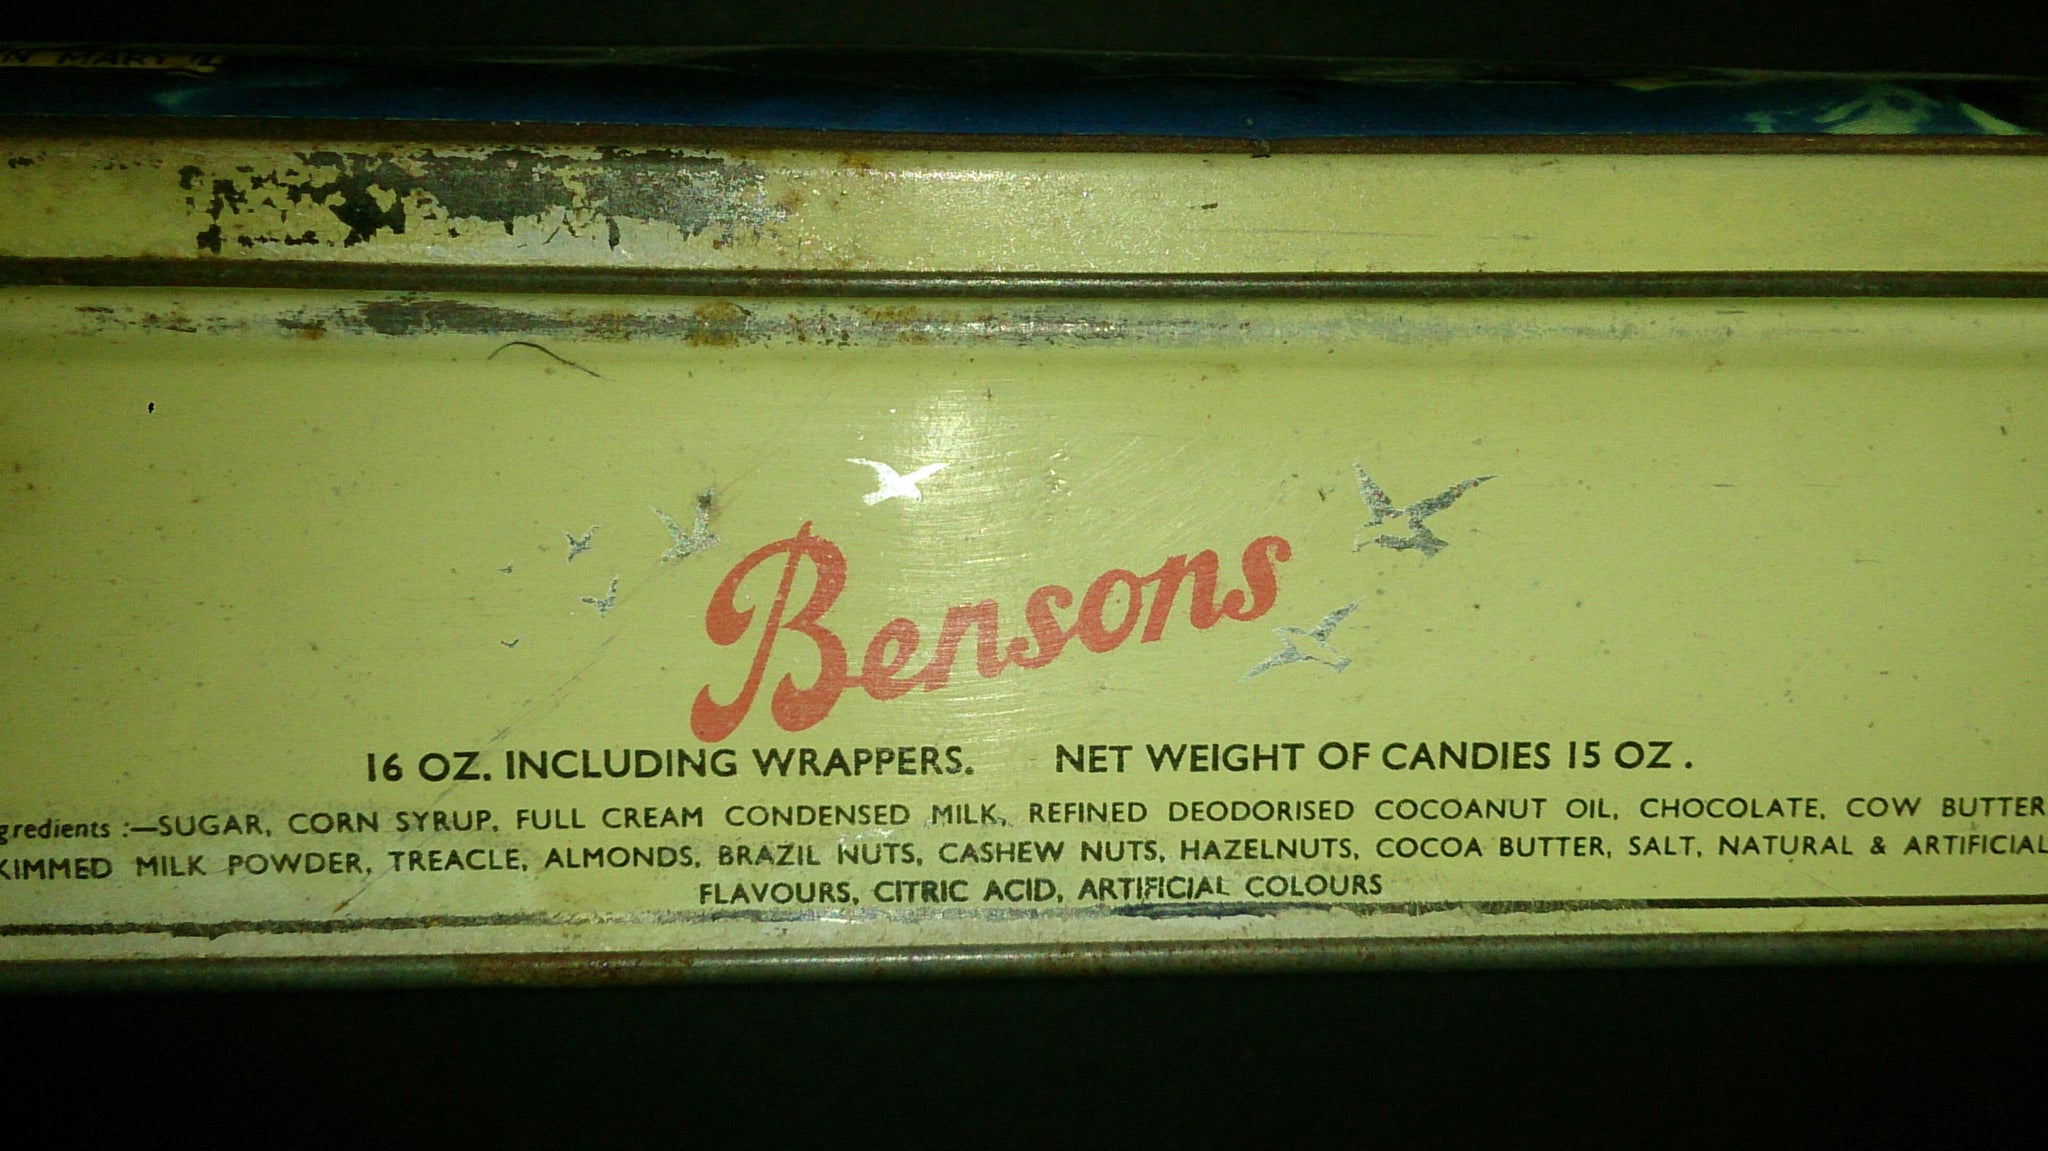 MARY
Bensons
16 OZ. INCLUDING WRAPPERS. NET WEIGHT OF CANDIES 15 OZ.
gredients :—SUGAR, CORN SYRUP, FULL CREAM CONDENSED MILK, REFINED DEODORISED COCOANUT OIL, CHOCOLATE, COW BUTTER
KIMMED MILK POWDER, TREACLE, ALMONDS, BRAZIL NUTS, CASHEW NUTS, HAZELNUTS, COCOA BUTTER, SALT, NATURAL & ARTIFICIAL
FLAVOURS, CITRIC ACID, ARTIFICIAL COLOURS